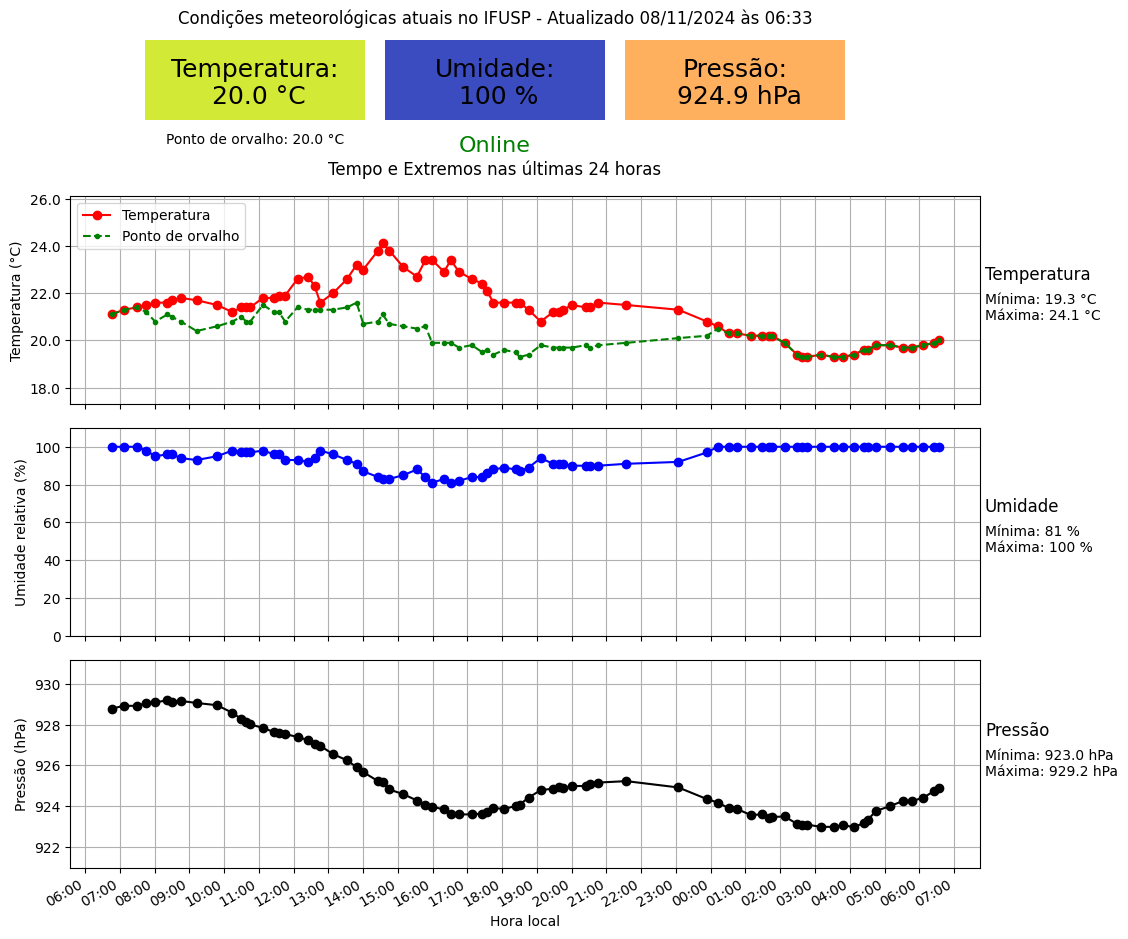 Condições meteorológicas atuais no IFUSP - Atualizado 08/11/2024 às 06:33
Temperatura:
20.0 °C
Umidade:
100 %
Pressão:
924.9 hPa
Ponto de orvalho: 20.0 °C
Online
Tempo e Extremos nas últimas 24 horas
Temperatura (°C)
26.0
24.0
22.0
20.0
18.0
Temperatura
Ponto de orvalho
Temperatura
Mínima: 19.3 °C
Máxima: 24.1 °C
Umidade relativa (%)
100
80
60
40
20
0
Umidade
Mínima: 81 %
Máxima: 100 %
Pressão (hPa)
930
928
926
924
922
Pressão
Mínima: 923.0 hPa
Máxima: 929.2 hPa
06:00 07:00 08:00 09:00 10:00 11:00 12:00 13:00 14:00 15:00 16:00 17:00 18:00 19:00 20:00 21:00 22:00 23:00 00:00 01:00 02:00 03:00 04:00 05:00 06:00 07:00
Hora local